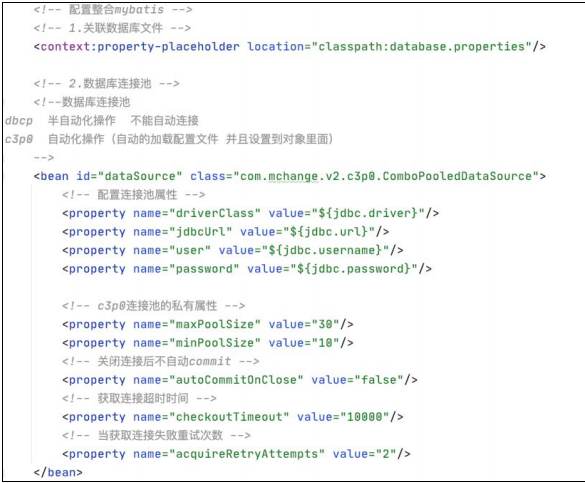 <!-- 配置整合mybatis -->
<!-- 1.关联数据库文件 -->
<context:property-placeholder location="classpath:database.properties"/>
<!-- 2.数据库连接池 -->
<!--数据库连接池
dbcp  半自动化操作  不能自动连接
c3p0  自动化操作（自动的加载配置文件 并且设置到对象里面）
-->
<bean id="dataSource" class="com.mchange.v2.c3p0.ComboPooledDataSource">
<!-- 配置连接池属性 -->
<property name="driverClass" value="${jdbc.driver}"/>
<property name="jdbcUrl" value="${jdbc.url}"/>
<property name="user" value="${jdbc.username}"/>
<property name="password" value="${jdbc.password}"/>
<!-- c3p0连接池的私有属性 -->
<property name="maxPoolSize" value="30"/>
<property name="minPoolSize" value="10"/>
<!-- 关闭连接后不自动commit -->
<property name="autoCommitOnClose" value="false"/>
<!-- 获取连接超时时间 -->
<property name="checkoutTimeout" value="10000"/>
<!-- 当获取连接失败重试次数 -->
<property name="acquireRetryAttempts" value="2"/>
</bean>